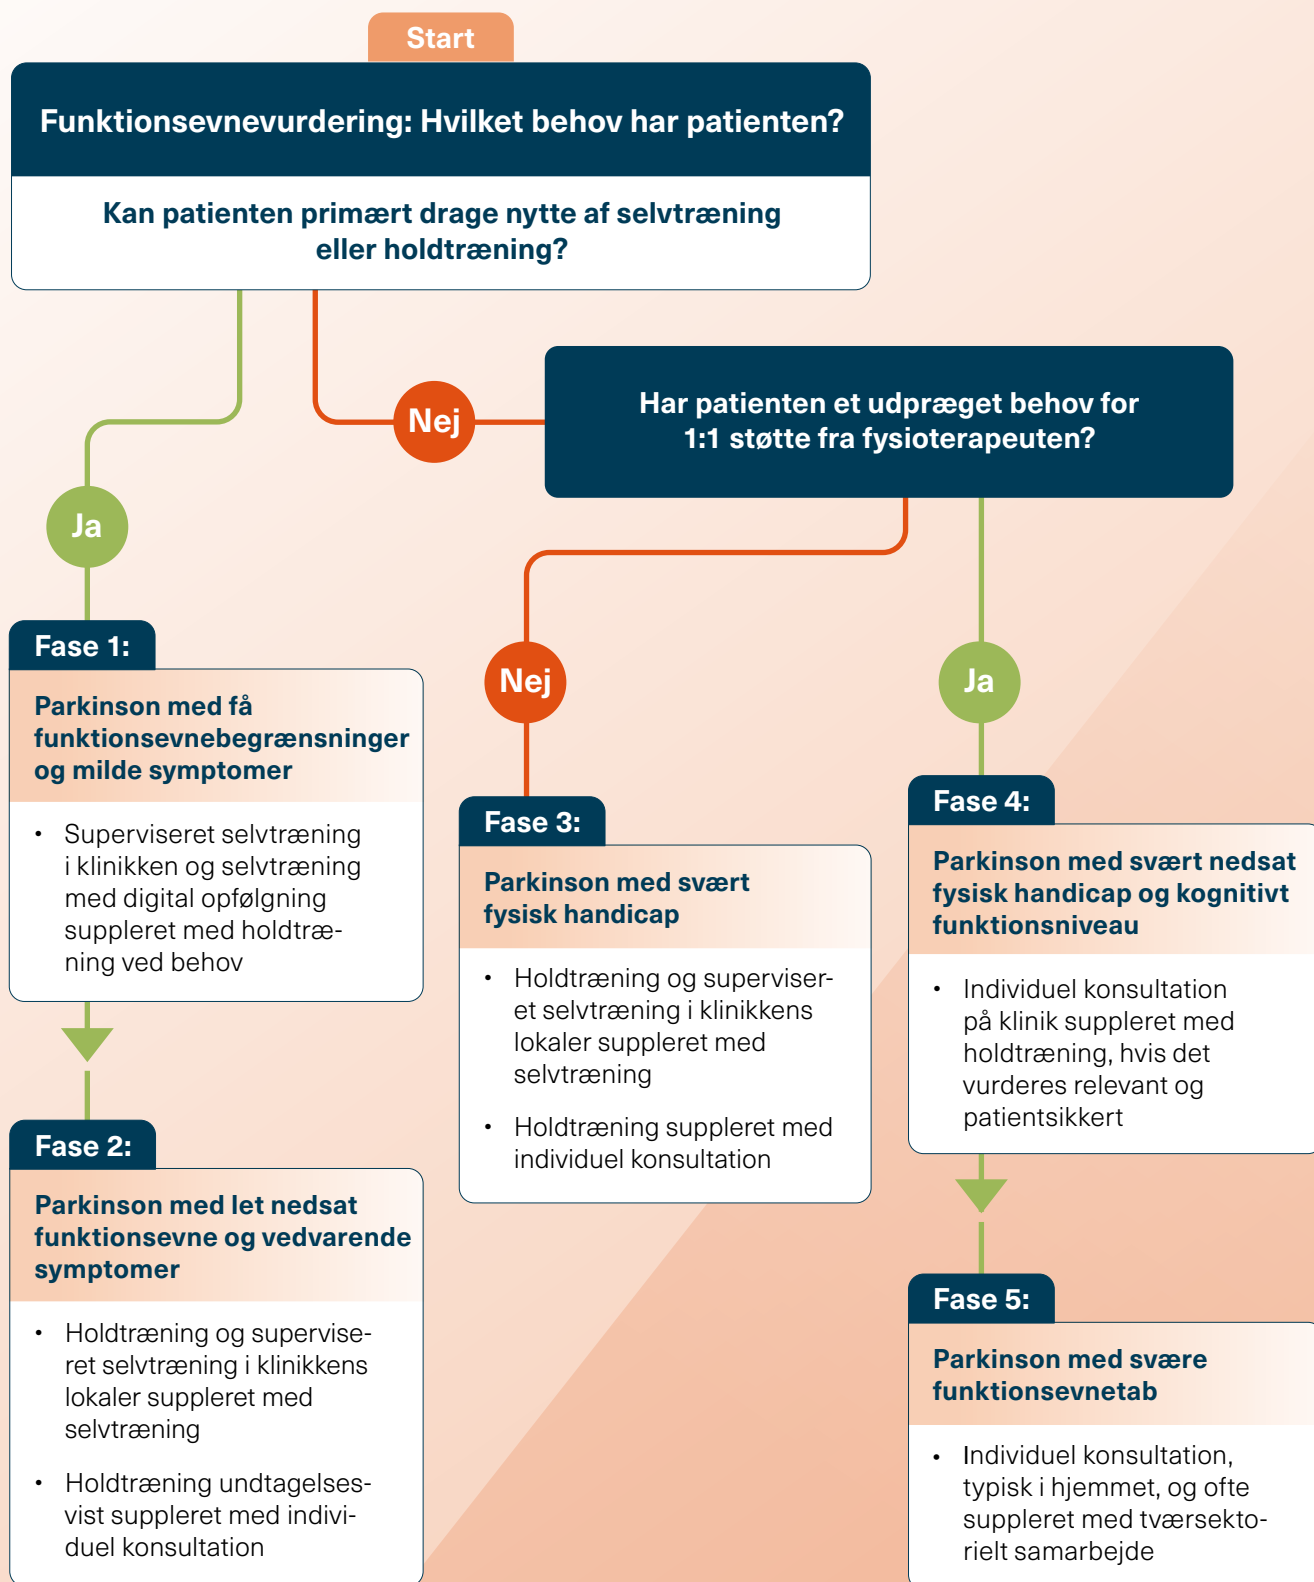 Start
Funktionsevnevurdering: Hvilket behov har patienten?
Kan patienten primært drage nytte af selvtræning
eller holdtræning?
Nej
Har patienten et udpræget behov for
1:1 støtte fra fysioterapeuten?
Ja
Nej
Ja
Fase 1:
Parkinson med få
funktionsevnebegrænsninger
og milde symptomer
• Superviseret selvtræning
i klinikken og selvtræning
med digital opfølgning
suppleret med holdtræ-
ning ved behov
Fase 2:
Parkinson med let nedsat
funktionsevne og vedvarende
symptomer
• Holdtræning og supervise-
ret selvtræning i klinikkens
lokaler suppleret med
selvtræning
• Holdtræning undtagelses-
vist suppleret med indivi-
duel konsultation
Fase 3:
Parkinson med svært
fysisk handicap
• Holdtræning og superviser-
et selvtræning i klinikkens
lokaler suppleret med
selvtræning
• Holdtræning suppleret med
individuel konsultation
Fase 4:
Parkinson med svært nedsat
fysisk handicap og kognitivt
funktionsniveau
• Individuel konsultation
på klinik suppleret med
holdtræning, hvis det
vurderes relevant og
patientsikkert
Fase 5:
Parkinson med svære
funktionsevnetab
• Individuel konsultation,
typisk i hjemmet, og ofte
suppleret med tværsekto-
rielt samarbejde